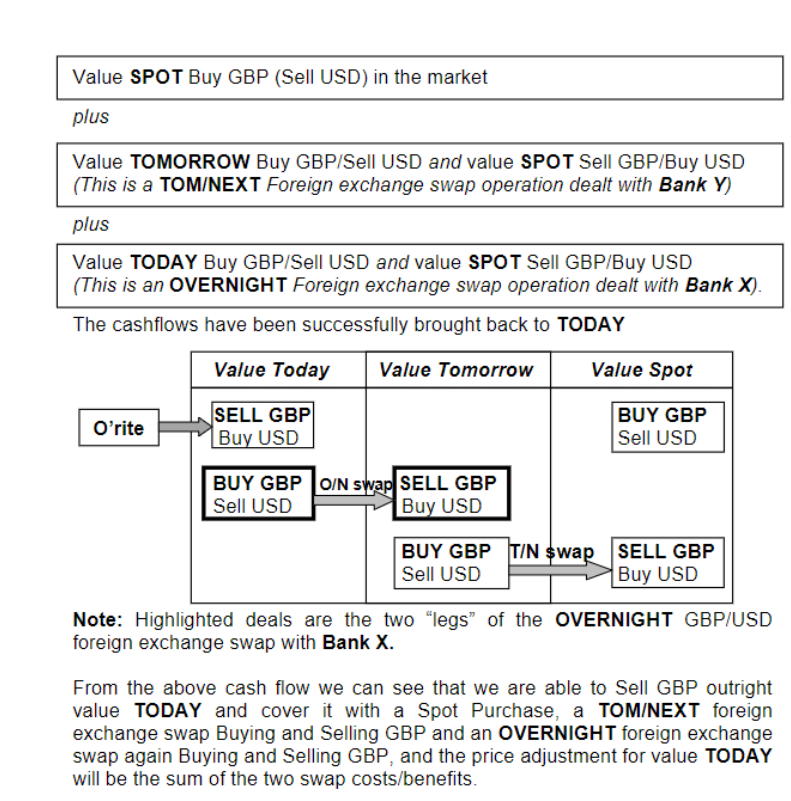 Value SPOT Buy GBP (Sell USD) in the market
plus
Value TOMORROW Buy GBP/Sell USD and value SPOT Sell GBP/Buy USD
(This is a TOM/NEXT Foreign exchange swap operation dealt with Bank Y)
plus
Value TODAY Buy GBP/Sell USD and value SPOT Sell GBP/Buy USD
(This is an OVERNIGHT Foreign exchange swap operation dealt with Bank X).
The cashflows have been successfully brought back to TODAY
Value Today Value Tomorrow Value Spot
O'rite
SELL GBP
Buy USD
BUY GBP
Sell USD
BUY GBP
Sell USD
O/N swap
SELL GBP
Buy USD
BUY GBP
Sell USD
T/N swap
SELL GBP
Buy USD
Note: Highlighted deals are the two "legs" of the OVERNIGHT GBP/USD
foreign exchange swap with Bank X.
From the above cash flow we can see that we are able to Sell GBP outright
value TODAY and cover it with a Spot Purchase, a TOM/NEXT foreign
exchange swap Buying and Selling GBP and an OVERNIGHT foreign exchange
swap again Buying and Selling GBP, and the price adjustment for value TODAY
will be the sum of the two swap costs/benefits.